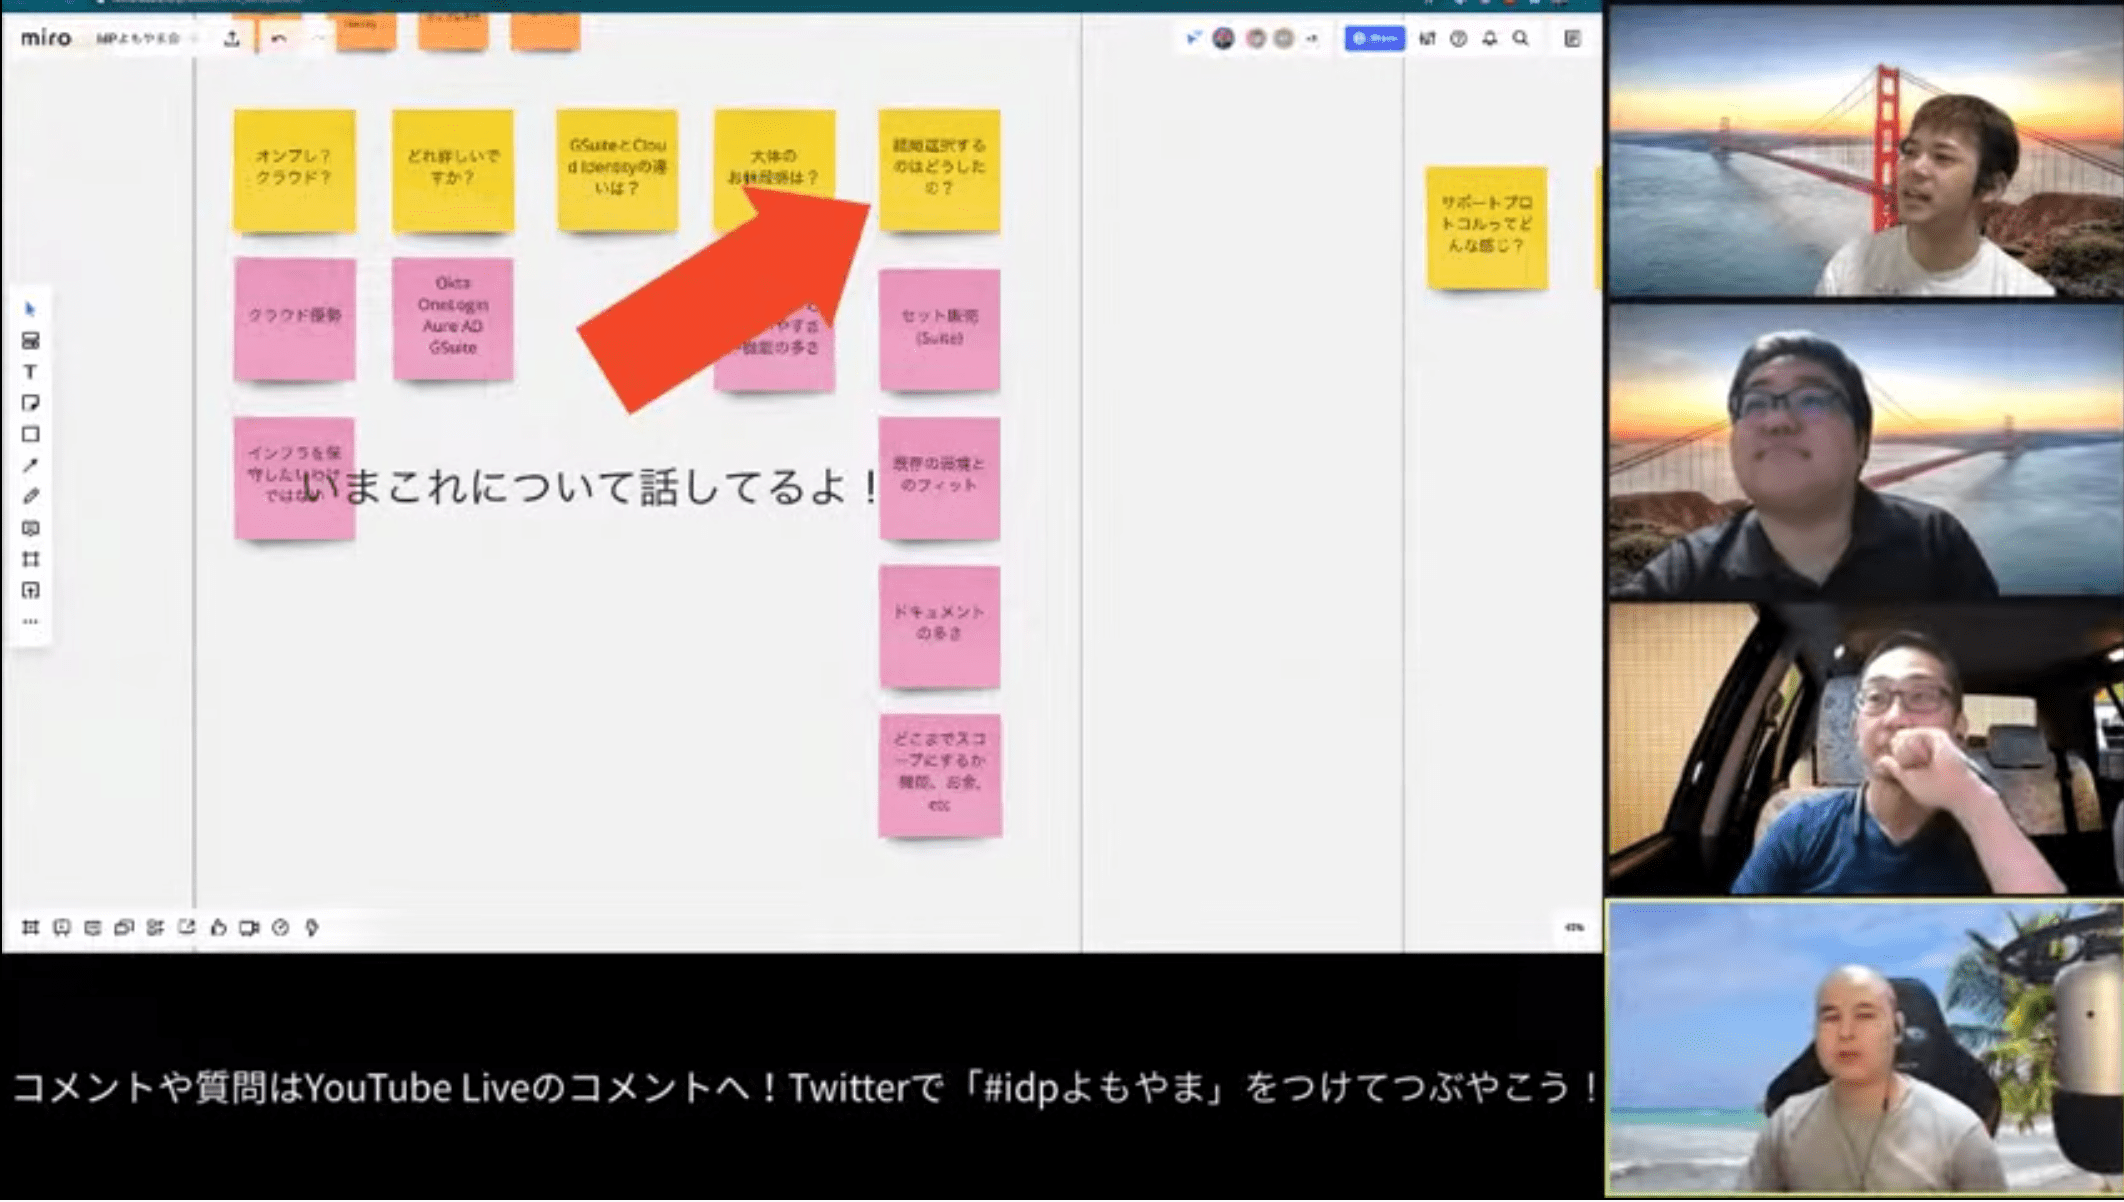 miro
IdPよもやま会
Share
オンプレ？
クラウド？
どれ詳しいで
すか？
GSuiteとClou
d Identityの違
いは？
大体の
お値段感は？
結局選択する
のはどうした
の？
サポートプロ
トコルってど
んな感じ？
クラウド優勢
Okta
OneLogin
Aure AD
GSuite
やすさ
機能の多さ
セット販売
(Suite)
インフラを保
守したいわけ
ではない
いまこれについて話してるよ！
既存の環境と
のフィット
ドキュメント
の多さ
どこまでスコ
ープにするか
機能、お金、
etc
コメントや質問はYouTube Liveのコメントへ！Twitterで「#idpよもやま」をつけてつぶやこう！